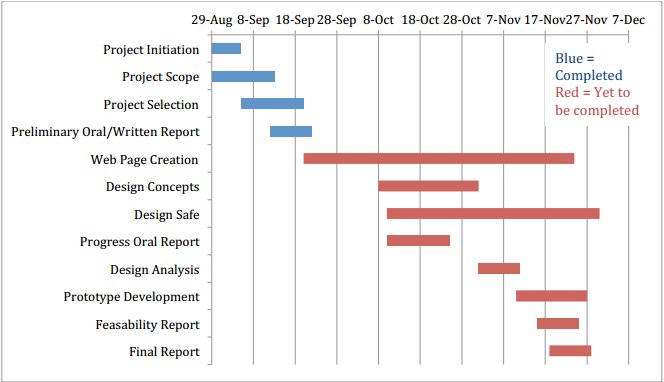 29-Aug 8-Sep 18-Sep 28-Sep 8-Oct 18-Oct 28-Oct 7-Nov 17-Nov 27-Nov 7-Dec
Blue =
Completed
Red = Yet to
be completed
Project Initiation
Project Scope
Project Selection
Preliminary Oral/Written Report
Web Page Creation
Design Concepts
Design Safe
Progress Oral Report
Design Analysis
Prototype Development
Feasability Report
Final Report